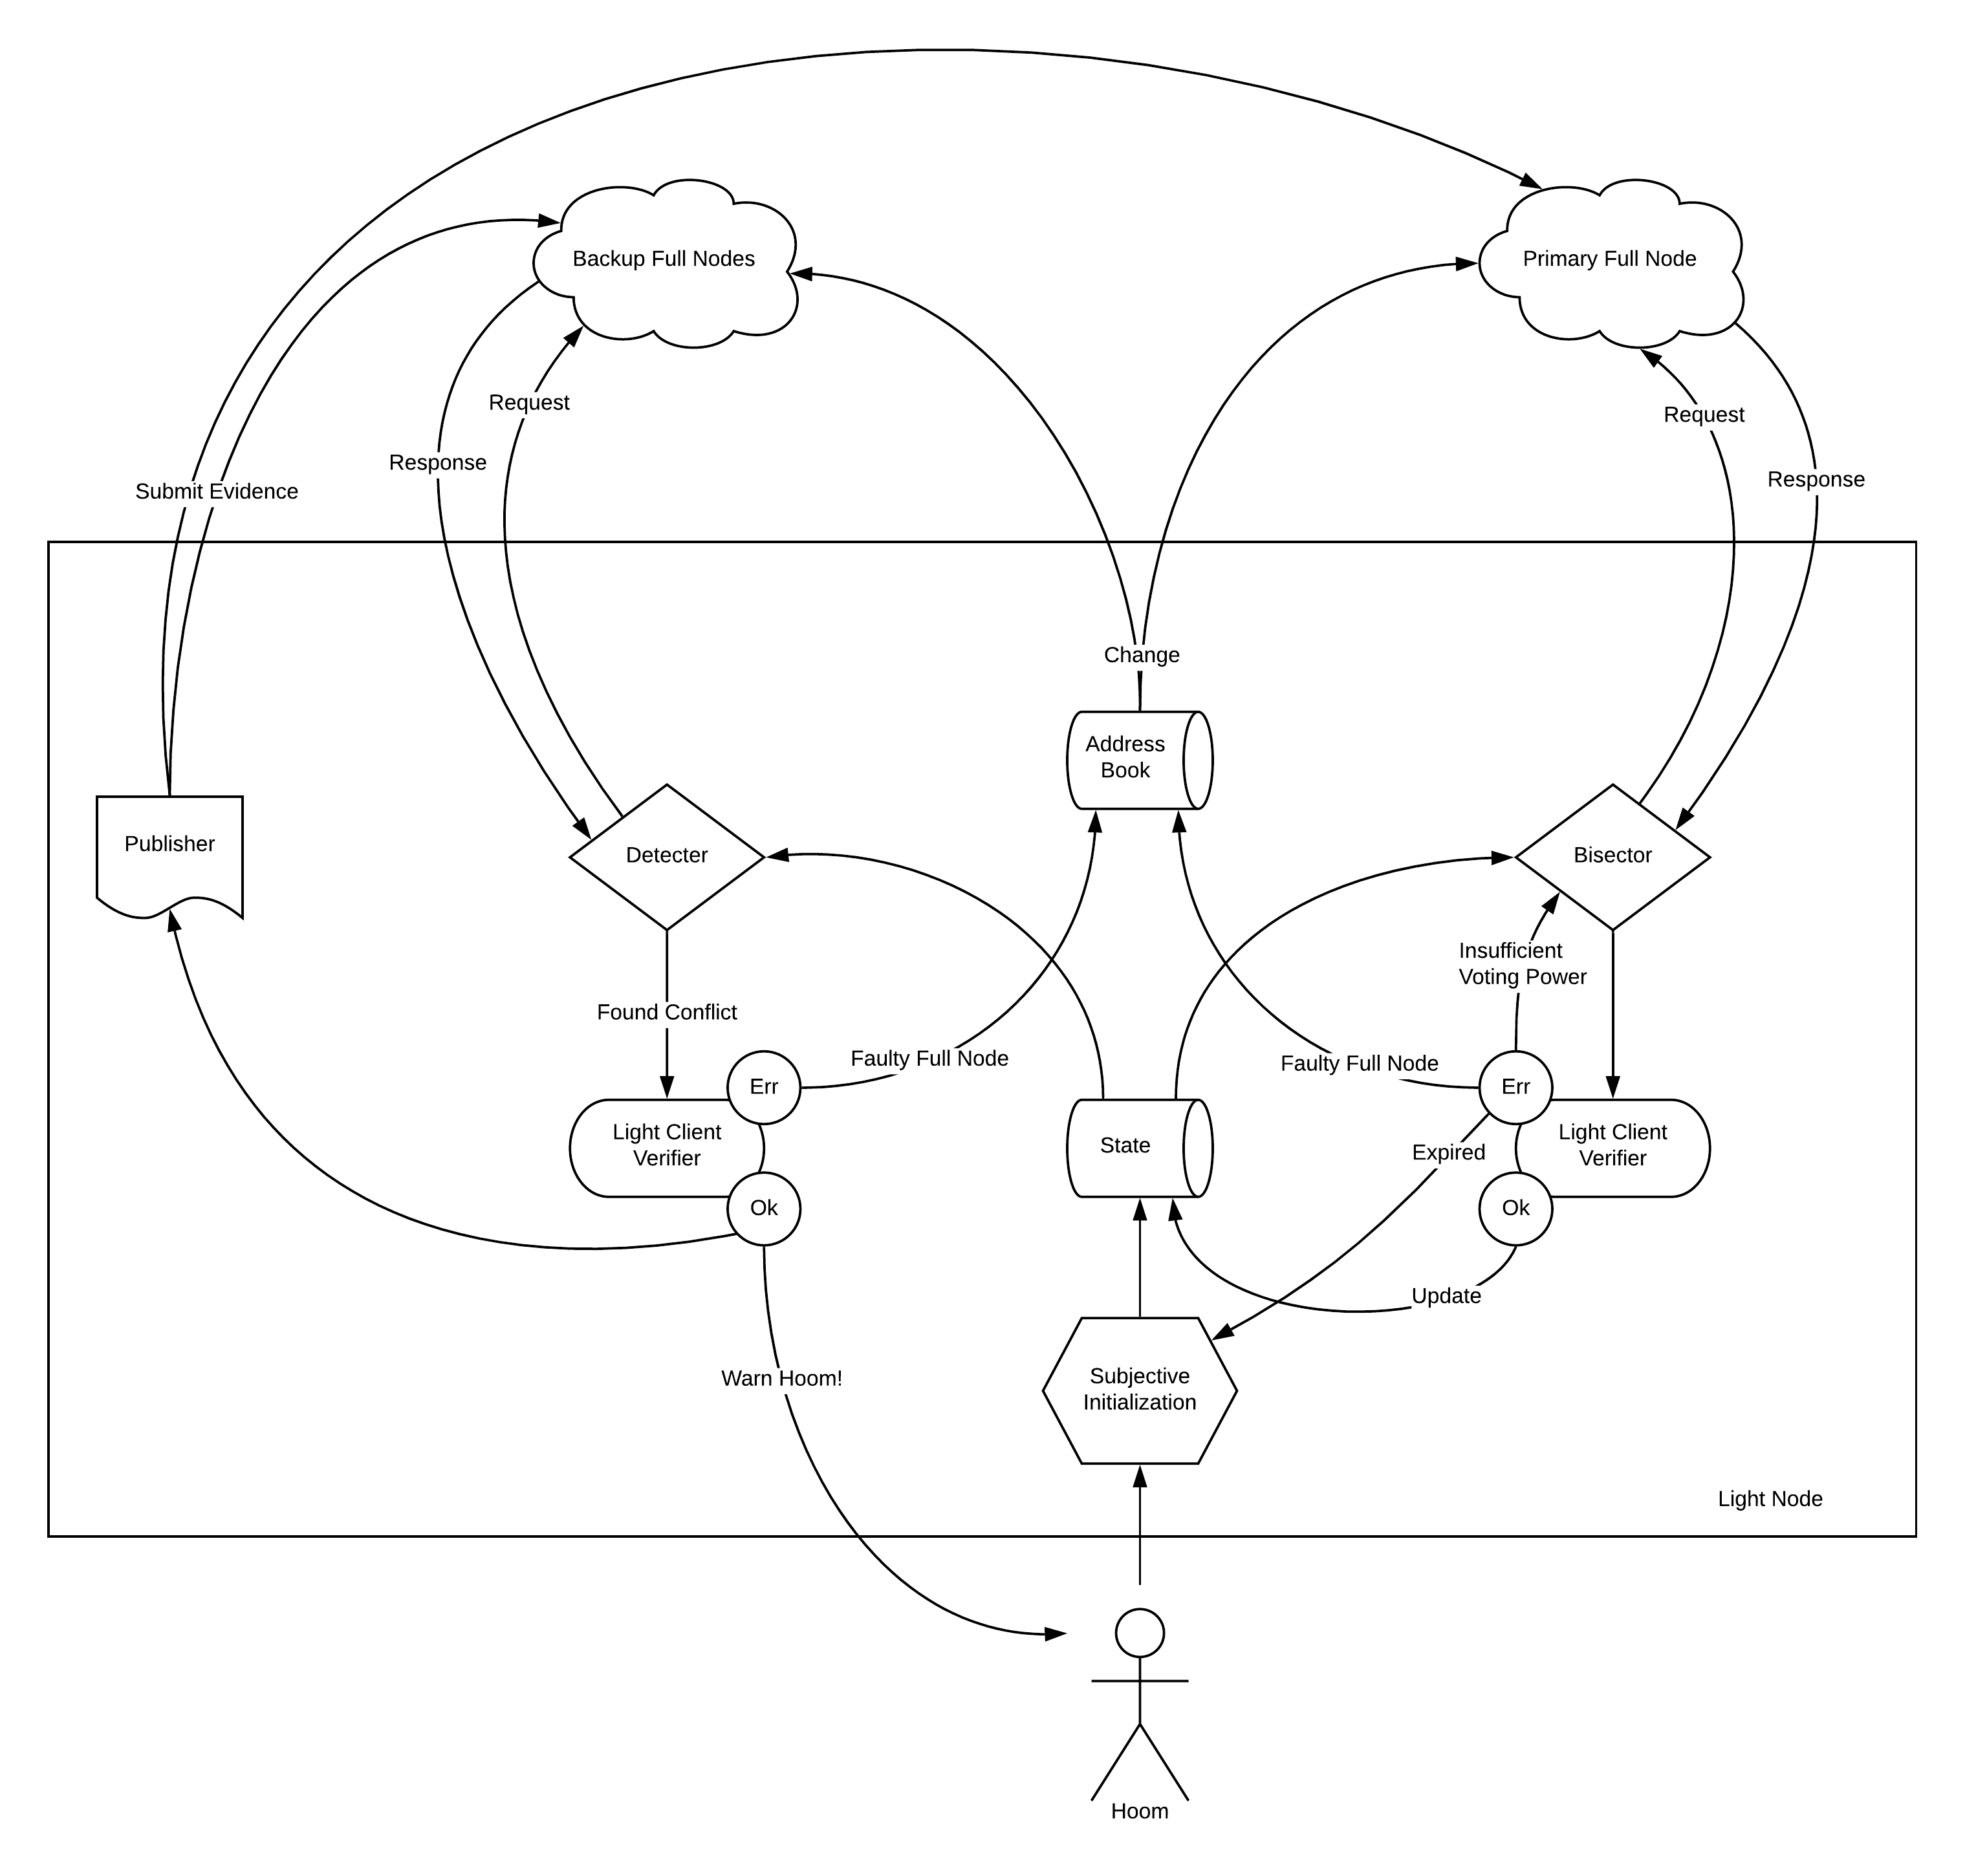 Backup Full Nodes
Primary Full Node
Request
Request
Response
Response
Submit Evidence
Change
Address
Book
Publisher
Detecter
Bisector
Insufficient
Voting Power
Found Conflict
Faulty Full Node
Faulty Full Node
Err
Err
Light Client
Verifier
State
Expired
Light Client
Verifier
Ok
Ok
Update
Warn Hoom!
Subjective
Initialization
Light Node
Hoom